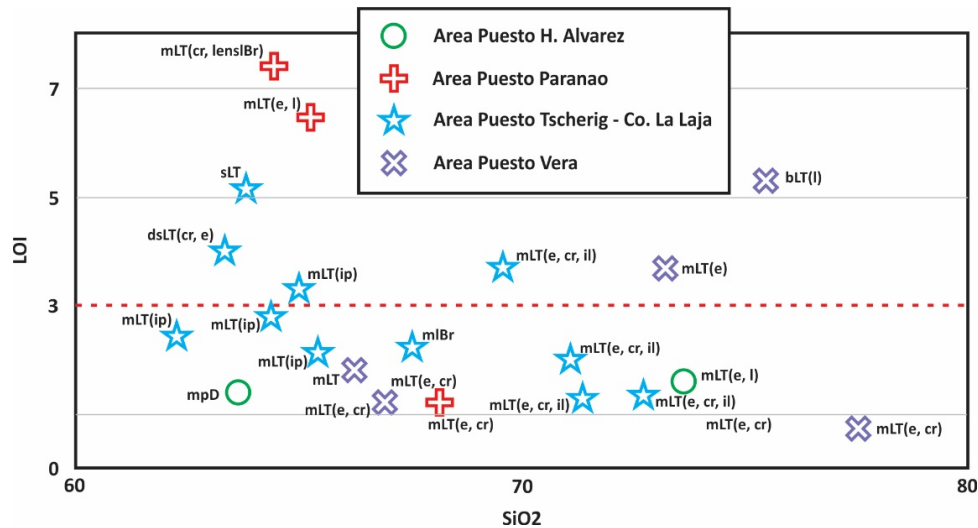 Area Puesto H. Alvarez
Area Puesto Paranao
Area Puesto Tscherig - Co. La Laja
Area Puesto Vera
mLT(cr, lenslBr)
7
mLT(e, l)
sLT
bLT(l)
5
dsLT(cr, e)
mLT(e, cr, il)
mLT(e)
mLT(ip)
LOI
3
mLT(ip)
mLT(ip)
mlBr
mLT(e, cr, il)
mLT(ip)
mLT
mLT(e, cr)
mLT(e, l)
mpD
mLT(e, cr)
mLT(e, cr, il)
mLT(e, cr, il)
mLT(e, cr)
mLT(e, cr)
mLT(e, cr)
0
60
70
80
SiO2